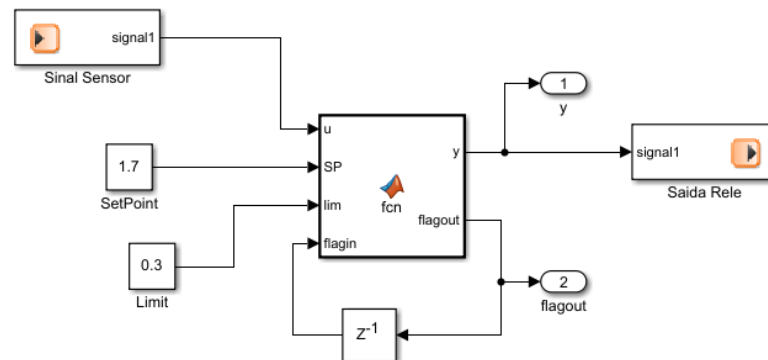 signal1
Sinal Sensor
1.7
SetPoint
0.3
Limit
u
SP
lim
flagin
fcn
y
flagout
Z-1
1
y
signal1
Saida Rele
2
flagout